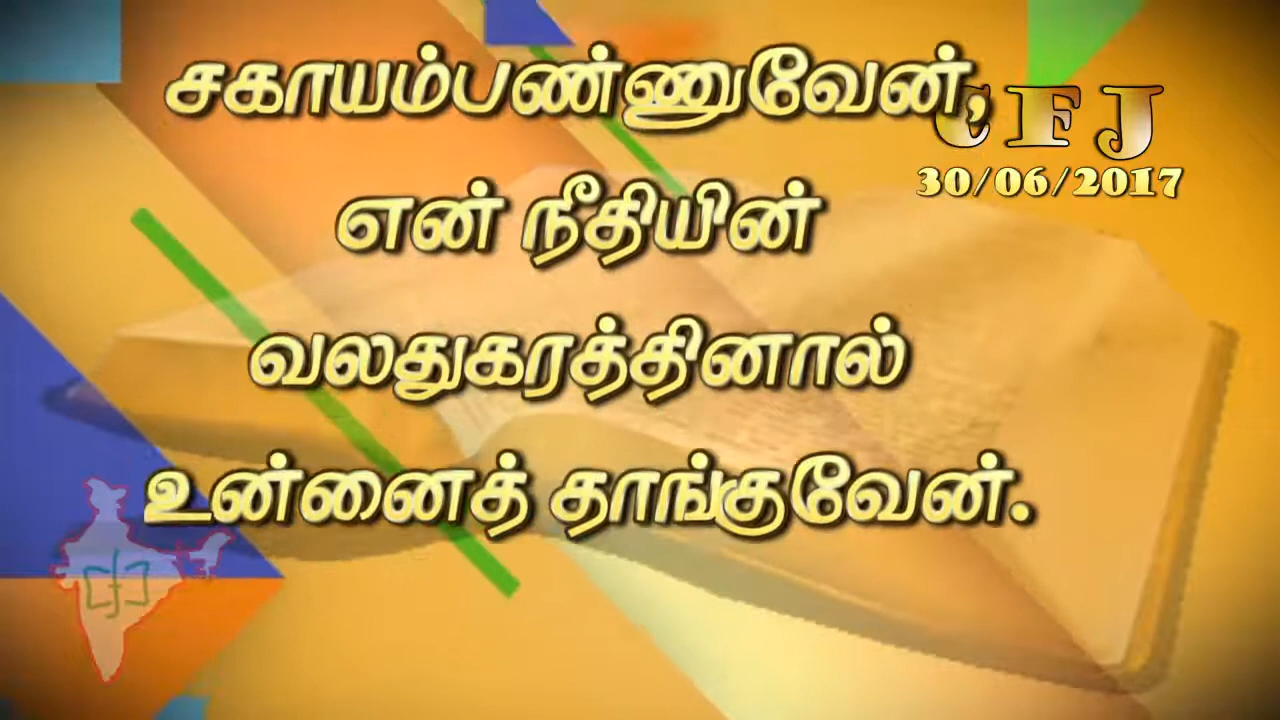 சகாயம்பண்ணுவேன்,
CFJ
30/06/2017
என் நீதியின்
வலதுகரத்தினால்
உன்னைத் தாங்குவேன்.